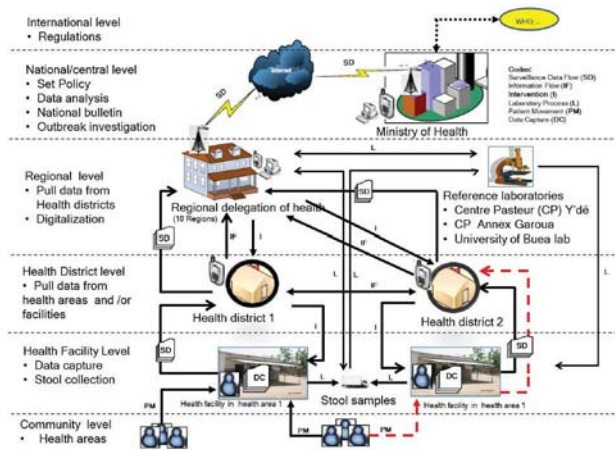 International level
• Regulations
WHO...
National/central level
• Set Policy
• Data analysis
• National bulletin
• Outbreak investigation
SD
Internet
SD
Ministry of Health
Codes:
Surveillance Data Flow (SD)
Information Flow (IF)
Intervention (I)
Laboratory Process (L)
Patient Movement (PM)
Data Capture (DC)
Regional level
• Pull data from
Health districts
• Digitalization
Regional delegation of health
(10 Regions)
L
SD
Reference laboratories
• Centre Pasteur (CP) Y'dé
• CP Annex Garoua
• University of Buea lab
SD
IF
I
IF
I
L
L
L
L
Health District level
• Pull data from
health areas and /or
facilities
Health district 1
IF
Health district 2
I
I
Health Facility Level
• Data capture
• Stool collection
SD
DC
L
Stool samples
L
DC
SD
Health facility in health area 1
Health facility in health area 1
Community level
• Health areas
PM
PM
PM